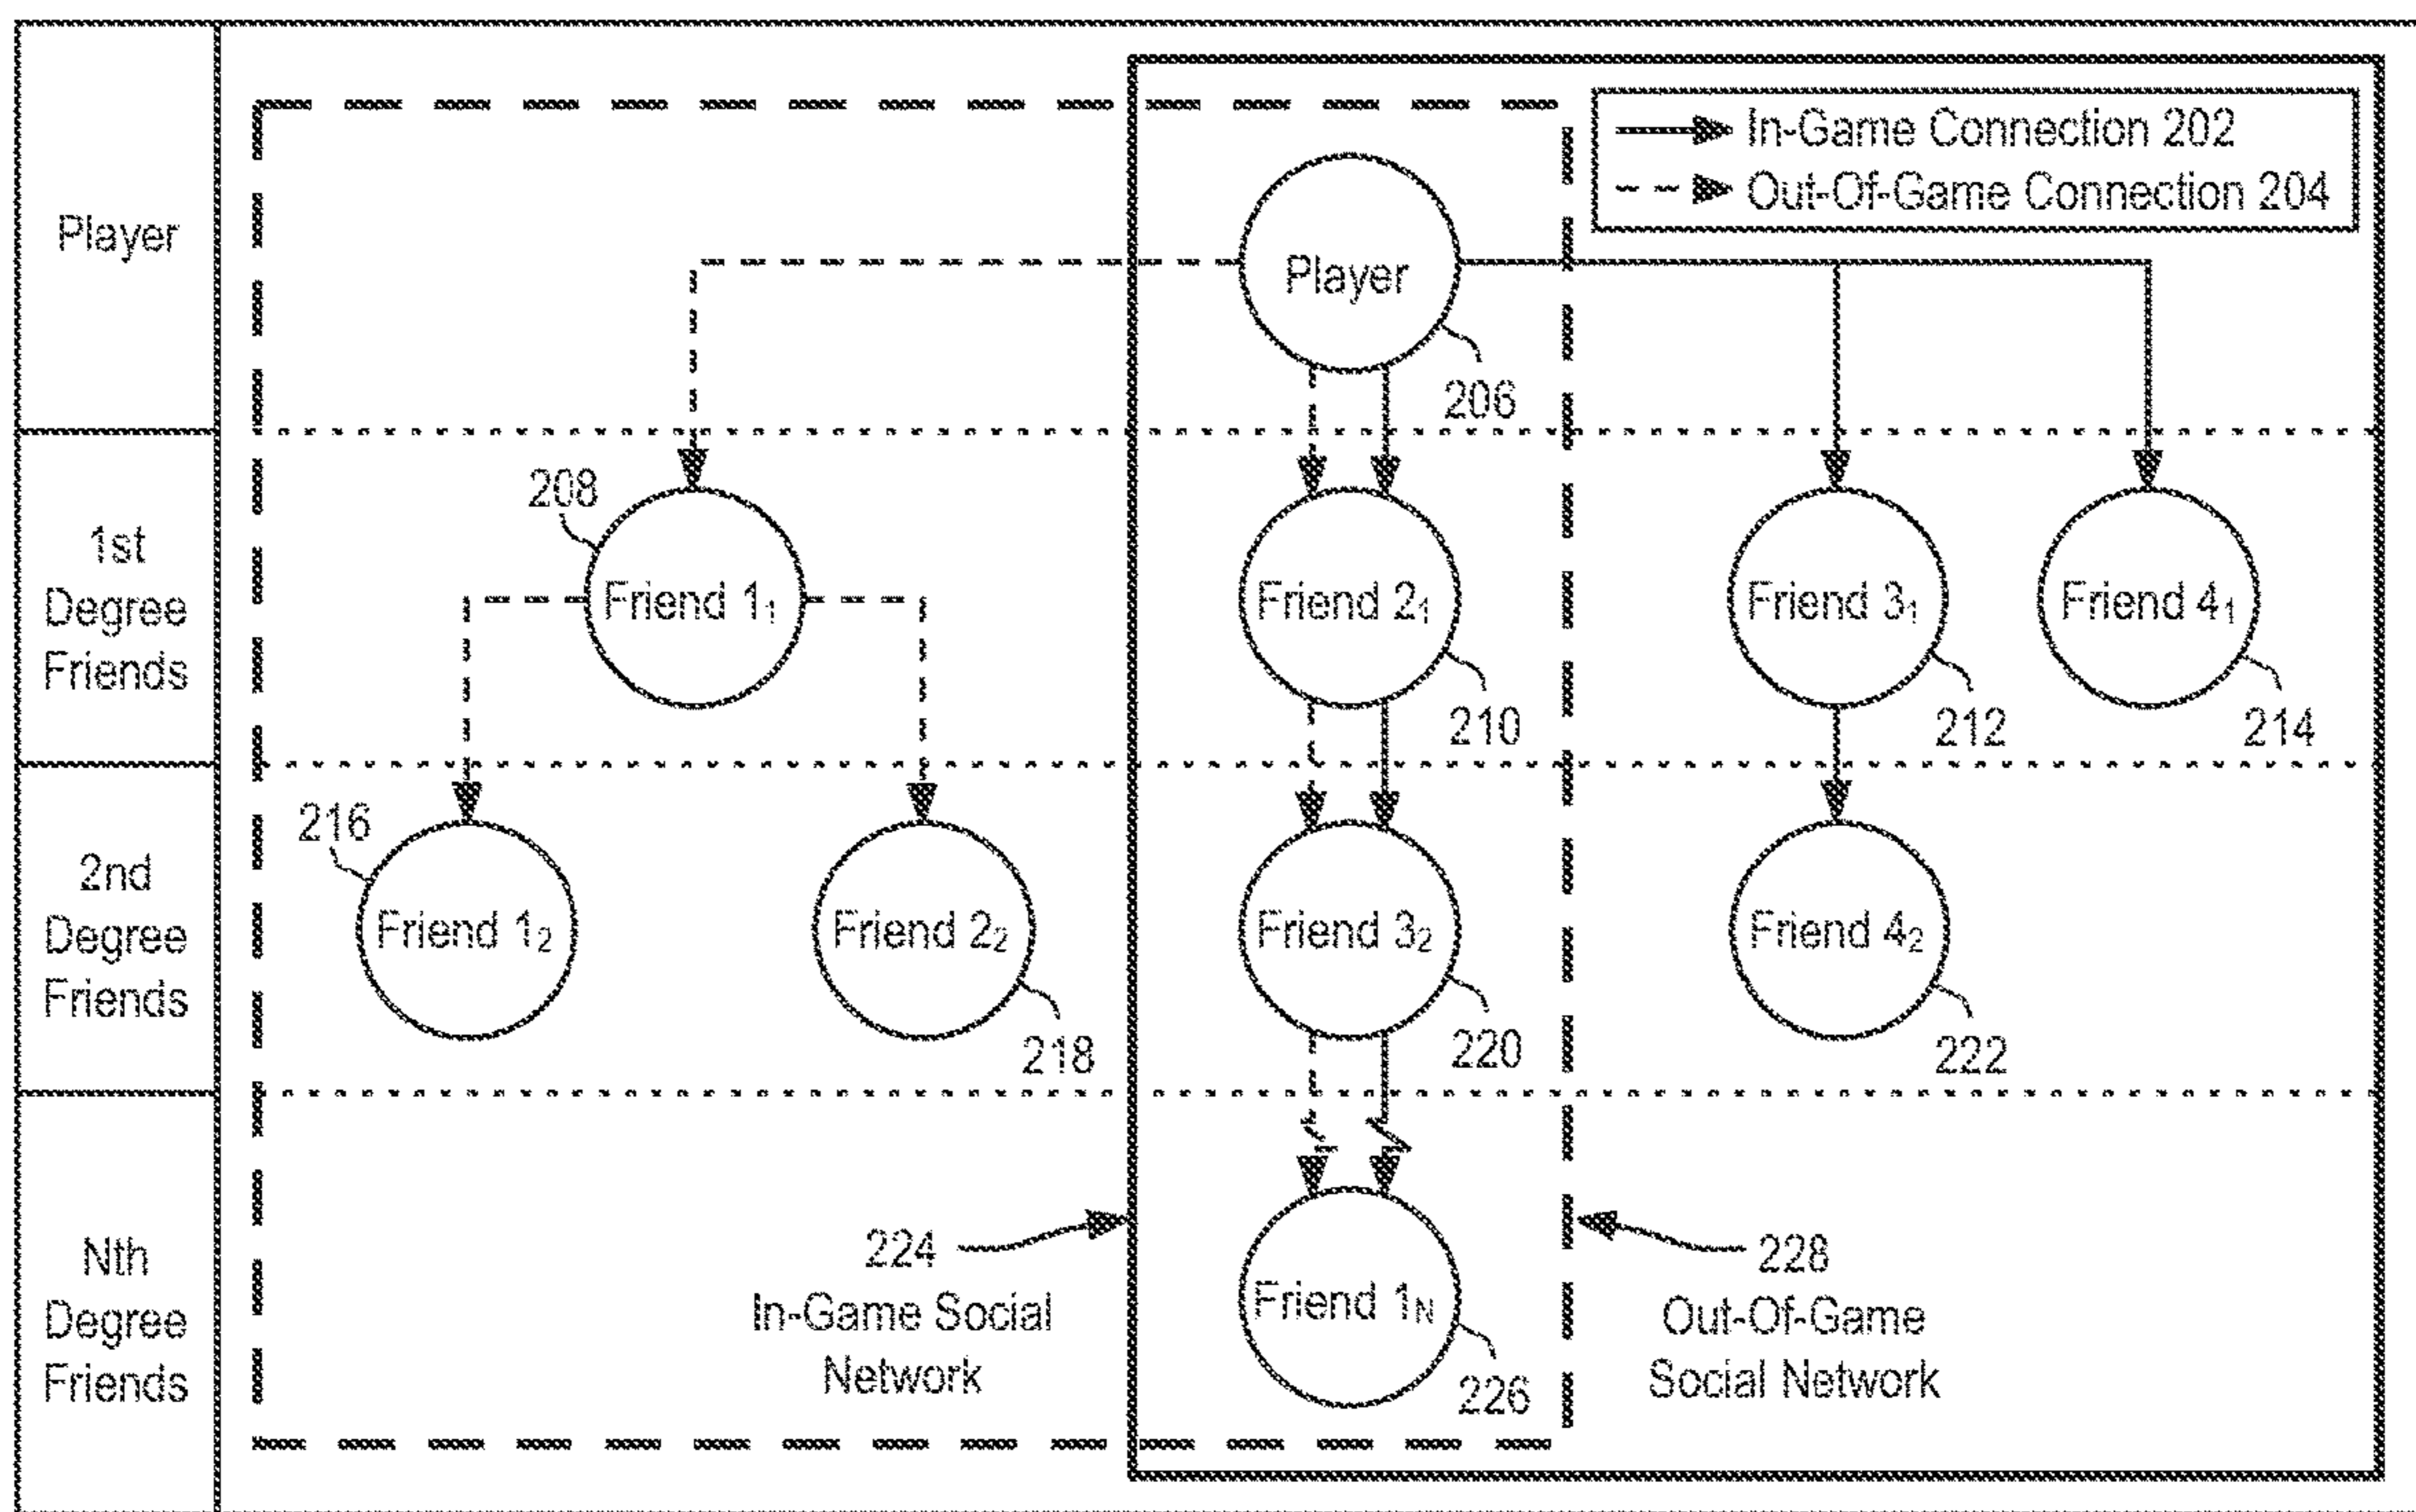 In-Game Connection 202
Out-Of-Game Connection 204
Player
Player
206
1st
Degree
Friends
208
Friend 1₁
Friend 2₁
Friend 3₁
Friend 4₁
210
212
214
2nd
Degree
Friends
216
Friend 1₂
Friend 2₂
Friend 3₂
Friend 4₂
218
220
222
Nth
Degree
Friends
224
In-Game Social
Network
Friend 1N
226
228
Out-Of-Game
Social Network